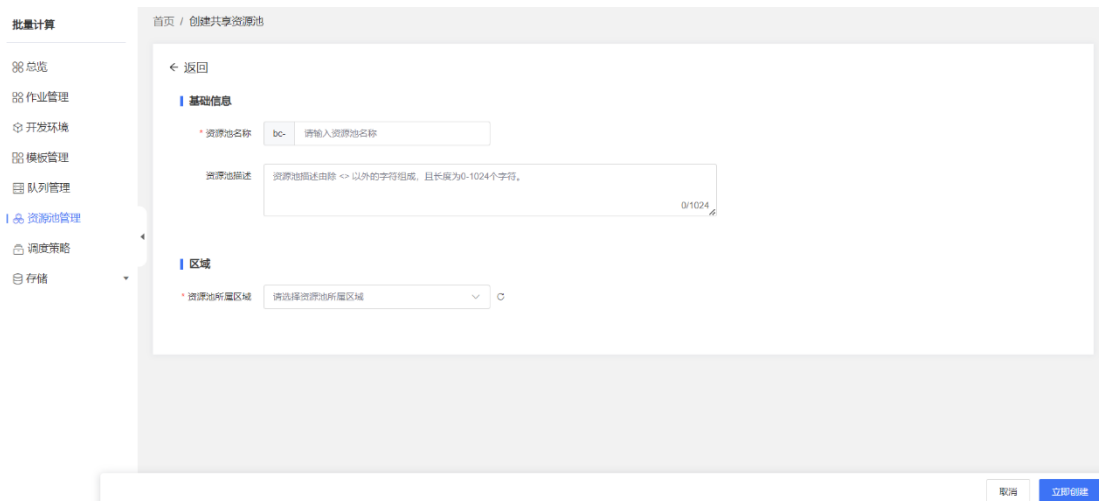 批量计算
首页 / 创建共享资源池
总览
作业管理
开发环境
模板管理
队列管理
资源池管理
调度策略
存储
← 返回
基础信息
* 资源池名称 bc- 请输入资源池名称
资源池描述 资源池描述由除 <> 以外的字符组成，且长度为0-1024个字符。
0/1024
区域
* 资源池所属区域 请选择资源池所属区域
取消 立即创建